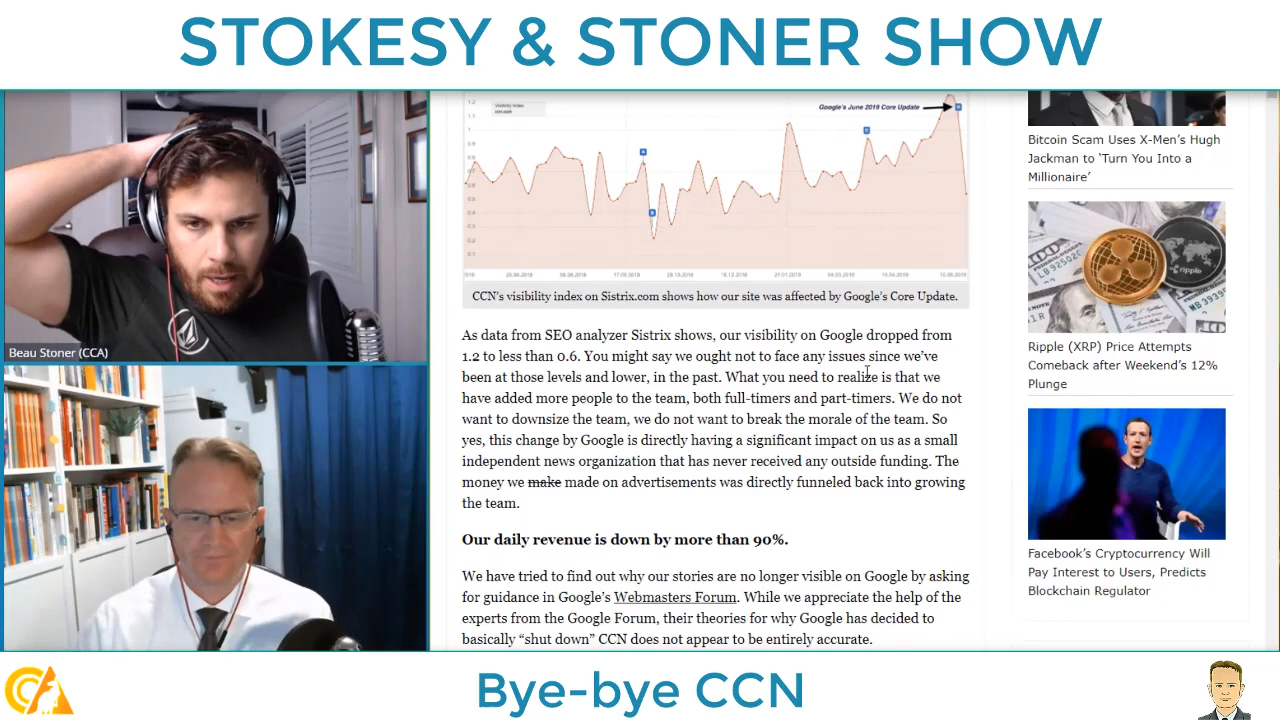 STOKESY & STONER SHOW
Beau Stoner (CCA)
Visibility Index
ccn.com
Google's June 2019 Core Update
1.2
1.1
1
CCN's visibility index on Sistrix.com shows how our site was affected by Google's Core Update.
As data from SEO analyzer Sistrix shows, our visibility on Google dropped from
1.2 to less than 0.6. You might say we ought not to face any issues since we've
been at those levels and lower, in the past. What you need to realize is that we
have added more people to the team, both full-timers and part-timers. We do not
want to downsize the team, we do not want to break the morale of the team. So
yes, this change by Google is directly having a significant impact on us as a small
independent news organization that has never received any outside funding. The
money we make made on advertisements was directly funneled back into growing
the team.
Our daily revenue is down by more than 90%.
We have tried to find out why our stories are no longer visible on Google by asking
for guidance in Google's Webmasters Forum. While we appreciate the help of the
experts from the Google Forum, their theories for why Google has decided to
basically “shut down” CCN does not appear to be entirely accurate.
Bitcoin Scam Uses X-Men's Hugh
Jackman to ‘Turn You Into a
Millionaire’
Ripple (XRP) Price Attempts
Comeback after Weekend's 12%
Plunge
Facebook's Cryptocurrency Will
Pay Interest to Users, Predicts
Blockchain Regulator
Bye-bye CCN